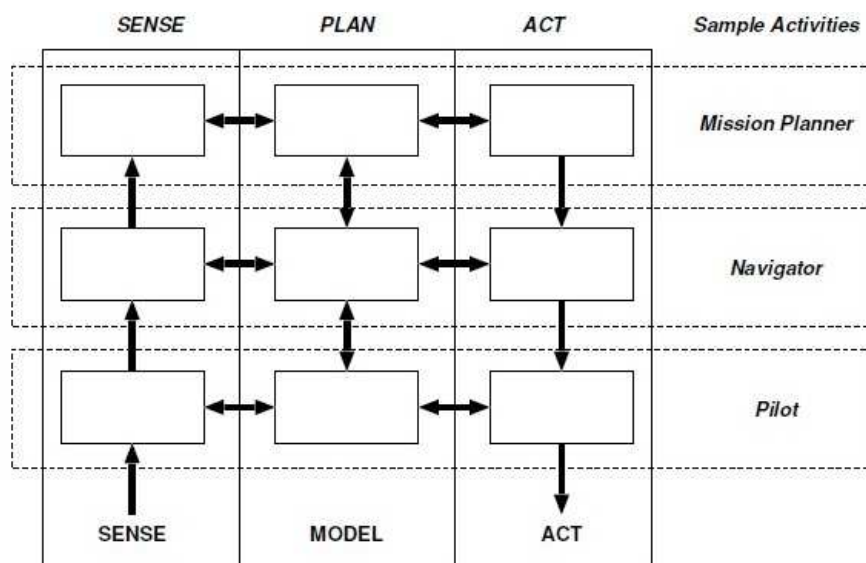 SENSE PLAN ACT Sample Activities
Mission Planner
Navigator
Pilot
SENSE MODEL ACT